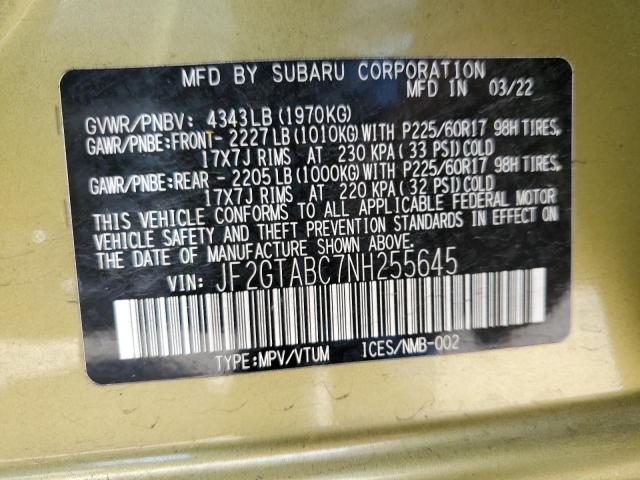 MFD BY SUBARU CORPORATION
MFD IN 03/22
GVWR/PNBV: 4343LB (1970KG)
GAWR/PNBE:FRONT- 2227LB (1010KG) WITH P225/60R17 98H TIRES,
17X7J RIMS AT 230 KPA (33 PSI) COLD
GAWR/PNBE:REAR - 2205LB (1000KG) WITH P225/60R17 98H TIRES,
17X7J RIMS AT 220 KPA (32 PSI) COLD
THIS VEHICLE CONFORMS TO ALL APPLICABLE FEDERAL MOTOR
VEHICLE SAFETY AND THEFT PREVENTION STANDARDS IN EFFECT ON
THE DATE OF MANUFACTURE SHOWN ABOVE.
VIN: JF2GTABC7NH255645
TYPE:MPV/VTUM ICES/NMB-002